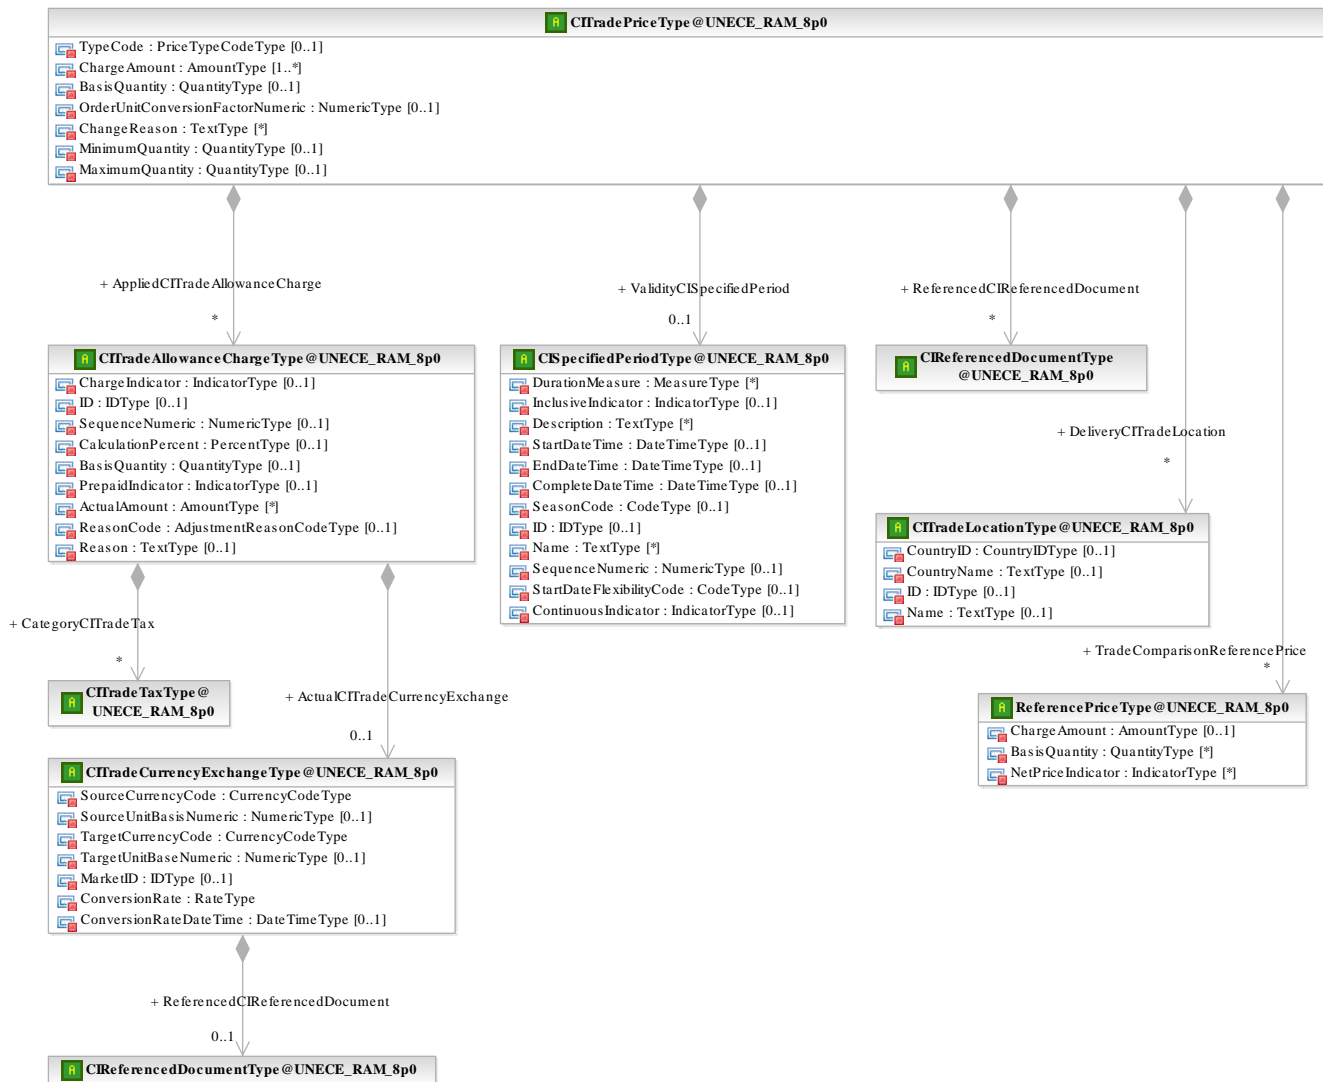 CITradePriceType@UNECE_RAM_8p0
TypeCode : PriceTypeCodeType [0..1]
ChargeAmount : AmountType [1..*]
BasisQuantity : QuantityType [0..1]
OrderUnitConversionFactorNumeric : NumericType [0..1]
ChangeReason : TextType [*]
MinimumQuantity : QuantityType [0..1]
MaximumQuantity : QuantityType [0..1]
+ AppliedCITradeAllowanceCharge
*
+ ValidityCISpecifiedPeriod
0..1
+ ReferencedCIReferencedDocument
*
CITradeAllowanceChargeType@UNECE_RAM_8p0
ChargeIndicator : IndicatorType [0..1]
ID : IDType [0..1]
SequenceNumeric : NumericType [0..1]
CalculationPercent : PercentType [0..1]
BasisQuantity : QuantityType [0..1]
PrepaidIndicator : IndicatorType [0..1]
ActualAmount : AmountType [*]
ReasonCode : AdjustmentReasonCodeType [0..1]
Reason : TextType [0..1]
CISpecifiedPeriodType@UNECE_RAM_8p0
DurationMeasure : MeasureType [*]
InclusiveIndicator : IndicatorType [0..1]
Description : TextType [*]
StartDateTime : DateTimeType [0..1]
EndDateTime : DateTimeType [0..1]
CompleteDateTime : DateTimeType [0..1]
SeasonCode : CodeType [0..1]
ID : IDType [0..1]
Name : TextType [*]
SequenceNumeric : NumericType [0..1]
StartDateFlexibilityCode : CodeType [0..1]
ContinuousIndicator : IndicatorType [0..1]
CIReferencedDocumentType
@UNECE_RAM_8p0
+ DeliveryCITradeLocation
*
CITradeLocationType@UNECE_RAM_8p0
CountryID : CountryIDType [0..1]
CountryName : TextType [0..1]
ID : IDType [0..1]
Name : TextType [0..1]
+ TradeComparisonReferencePrice
*
ReferencePriceType@UNECE_RAM_8p0
ChargeAmount : AmountType [0..1]
BasisQuantity : QuantityType [*]
NetPriceIndicator : IndicatorType [*]
+ CategoryCITradeTax
*
CITradeTaxType@
UNECE_RAM_8p0
+ ActualCITradeCurrencyExchange
0..1
CITradeCurrencyExchangeType@UNECE_RAM_8p0
SourceCurrencyCode : CurrencyCodeType
SourceUnitBasisNumeric : NumericType [0..1]
TargetCurrencyCode : CurrencyCodeType
TargetUnitBaseNumeric : NumericType [0..1]
MarketID : IDType [0..1]
ConversionRate : RateType
ConversionRateDateTime : DateTimeType [0..1]
+ ReferencedCIReferencedDocument
0..1
CIReferencedDocumentType@UNECE_RAM_8p0